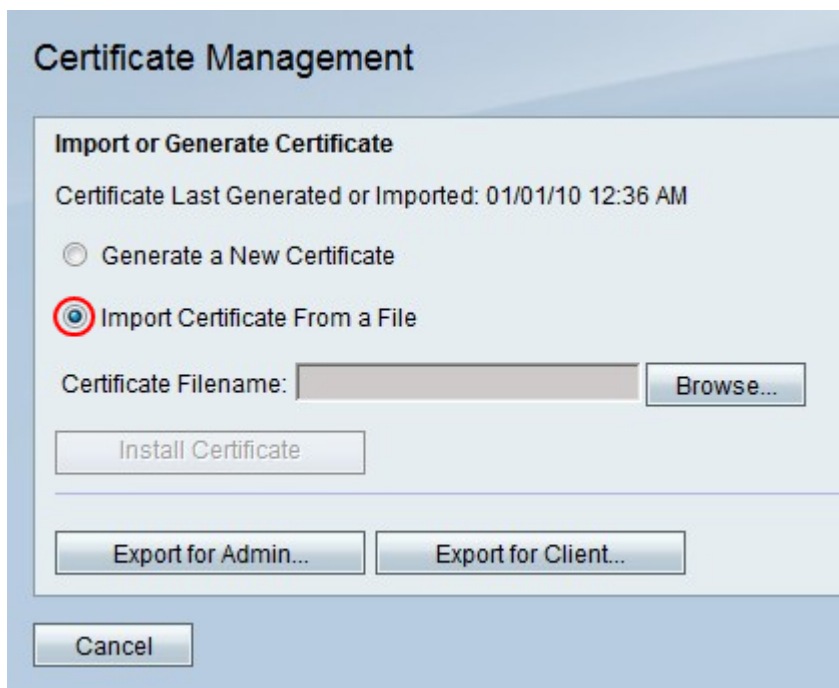 Certificate Management
Import or Generate Certificate
Certificate Last Generated or Imported: 01/01/10 12:36 AM
Generate a New Certificate
Import Certificate From a File
Certificate Filename: Browse...
Install Certificate
Export for Admin... Export for Client...
Cancel